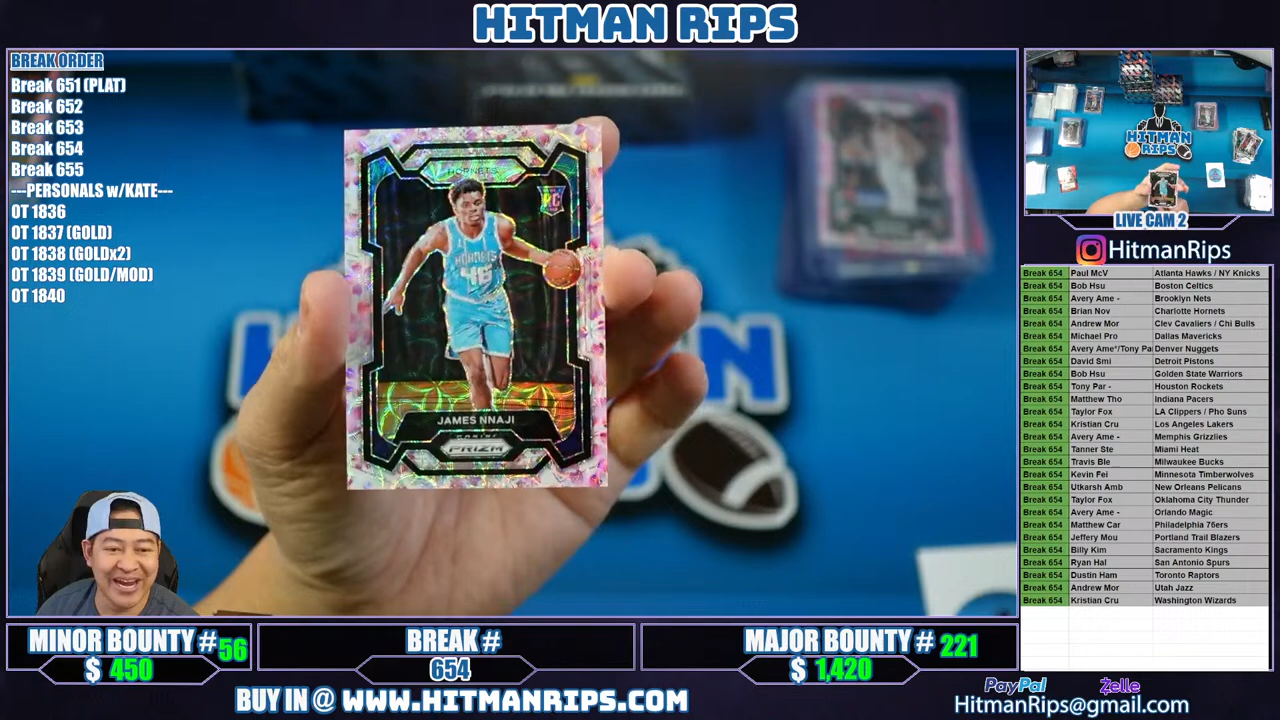 HITMAN RIPS
BREAK ORDER
Break 651 (PLAT)
Break 652
Break 653
Break 654
Break 655
---PERSONALS w/KATE---
OT 1836
OT 1837 (GOLD)
OT 1838 (GOLDx2)
OT 1839 (GOLD/MOD)
OT 1840
HORNETS
RC
HORNETS
46
JAMES NNAJI
PANINI
PRIZM
HITMAN
RIPS
LIVE CAM 2
HitmanRips
Break 654 Paul McV Atlanta Hawks / NY Knicks
Break 654 Bob Hsu Boston Celtics
Break 654 Avery Ame - Brooklyn Nets
Break 654 Brian Nov Charlotte Hornets
Break 654 Andrew Mor Clev Cavaliers / Chi Bulls
Break 654 Michael Pro Dallas Mavericks
Break 654 Avery Ame*/Tony Pa Denver Nuggets
Break 654 David Smi Detroit Pistons
Break 654 Bob Hsu Golden State Warriors
Break 654 Tony Par - Houston Rockets
Break 654 Matthew Tho Indiana Pacers
Break 654 Taylor Fox LA Clippers / Pho Suns
Break 654 Kristian Cru Los Angeles Lakers
Break 654 Avery Ame - Memphis Grizzlies
Break 654 Tanner Ste Miami Heat
Break 654 Travis Ble Milwaukee Bucks
Break 654 Kevin Fei Minnesota Timberwolves
Break 654 Utkarsh Amb New Orleans Pelicans
Break 654 Taylor Fox Oklahoma City Thunder
Break 654 Avery Ame - Orlando Magic
Break 654 Matthew Car Philadelphia 76ers
Break 654 Jeffery Mou Portland Trail Blazers
Break 654 Billy Kim Sacramento Kings
Break 654 Ryan Hal San Antonio Spurs
Break 654 Dustin Ham Toronto Raptors
Break 654 Andrew Mor Utah Jazz
Break 654 Kristian Cru Washington Wizards
MINOR BOUNTY # 56
$ 450
BREAK #
654
MAJOR BOUNTY # 221
$ 1,420
BUY IN @ WWW.HITMANRIPS.COM
PayPal Zelle
HitmanRips@gmail.com